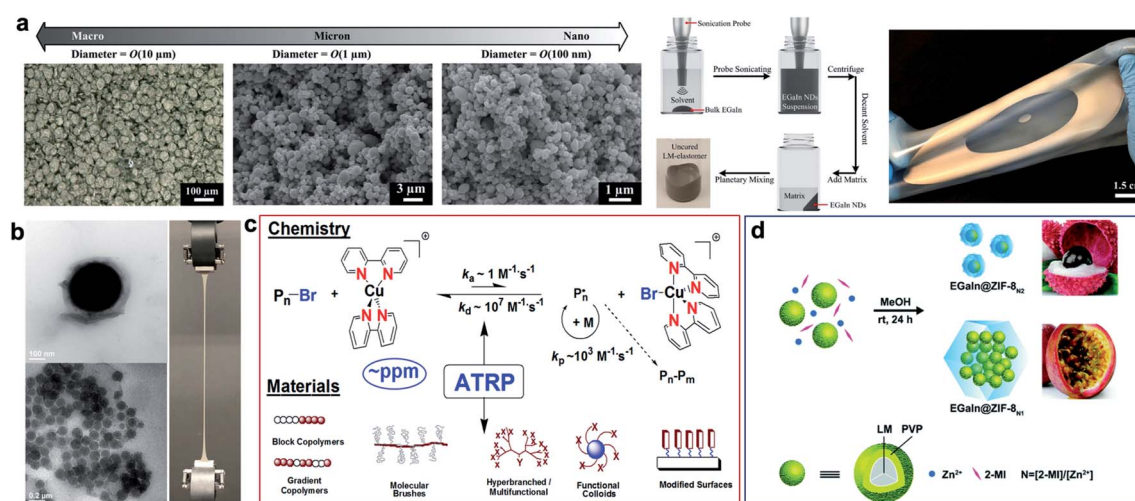 a
Macro
Micron
Nano
Diameter = O(10 µm)
Diameter = O(1 µm)
Diameter = O(100 nm)
100 µm
3 µm
1 µm
Sonication Probe
Solvent
Bulk EGaIn
Probe Sonicating
EGaIn NDs
Suspension
Centrifuge
Decant Solvent
Add Matrix
Matrix
EGaIn NDs
Planetary Mixing
Uncured
LM-elastomer
1.5 cm
b
100 nm
0.2 µm
c
Chemistry
Pn–Br + Cu N N N N ⊕
ka ~ 1 M⁻¹·s⁻¹
kd ~ 10⁷ M⁻¹·s⁻¹
P•n + Br–Cu N N N N ⊕
+ M
kp ~10³ M⁻¹·s⁻¹
Pn-Pm
~ppm
ATRP
Materials
Block Copolymers
Gradient
Copolymers
Molecular
Brushes
X X X X X X X X
Y
Hyperbranched /
Multifunctional
X X X X X X
Functional
Colloids
X X X X X
Modified Surfaces
d
MeOH
rt, 24 h
EGaIn@ZIF-8N2
EGaIn@ZIF-8N1
LM
PVP
Zn²⁺
2-MI
N=[2-MI]/[Zn²⁺]